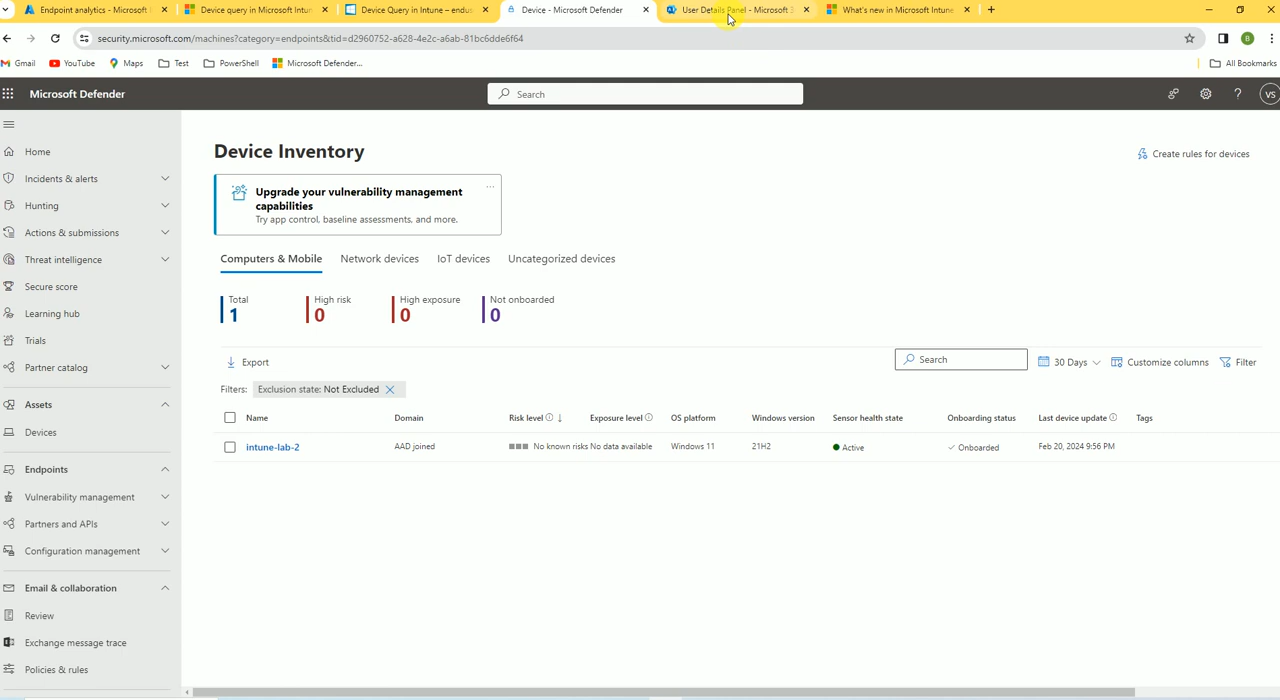 Endpoint analytics - Microsoft
Device query in Microsoft Intun
Device Query in Intune – endus
Device - Microsoft Defender
User Details Panel - Microsoft 3
What's new in Microsoft Intune
security.microsoft.com/machines?category=endpoints&tid=d2960752-a628-4e2c-a6ab-81bc6dde6f64
B
Gmail
YouTube
Maps
Test
PowerShell
Microsoft Defender...
All Bookmarks
Microsoft Defender
Search
VS
Home
Incidents & alerts
Hunting
Actions & submissions
Threat intelligence
Secure score
Learning hub
Trials
Partner catalog
Assets
Devices
Endpoints
Vulnerability management
Partners and APIs
Configuration management
Email & collaboration
Review
Exchange message trace
Policies & rules
Device Inventory
Create rules for devices
Upgrade your vulnerability management
capabilities
Try app control, baseline assessments, and more.
Computers & Mobile
Network devices
IoT devices
Uncategorized devices
Total
1
High risk
0
High exposure
0
Not onboarded
0
Export
Search
30 Days
Customize columns
Filter
Filters:
Exclusion state: Not Excluded
Name
Domain
Risk level
Exposure level
OS platform
Windows version
Sensor health state
Onboarding status
Last device update
Tags
intune-lab-2
AAD joined
No known risks
No data available
Windows 11
21H2
Active
Onboarded
Feb 20, 2024 9:56 PM